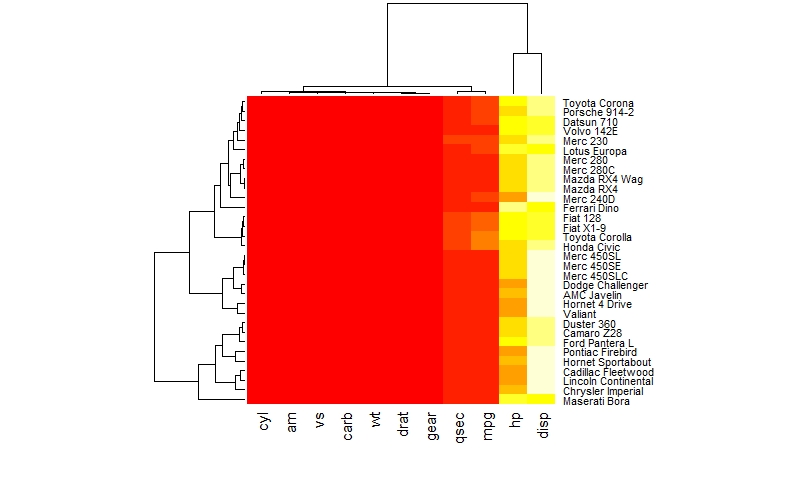 Toyota Corona
Porsche 914-2
Datsun 710
Volvo 142E
Merc 230
Lotus Europa
Merc 280
Merc 280C
Mazda RX4 Wag
Mazda RX4
Merc 240D
Ferrari Dino
Fiat 128
Fiat X1-9
Toyota Corolla
Honda Civic
Merc 450SL
Merc 450SE
Merc 450SLC
Dodge Challenger
AMC Javelin
Hornet 4 Drive
Valiant
Duster 360
Camaro Z28
Ford Pantera L
Pontiac Firebird
Hornet Sportabout
Cadillac Fleetwood
Lincoln Continental
Chrysler Imperial
Maserati Bora
cyl
am
vs
carb
wt
drat
gear
qsec
mpg
hp
disp